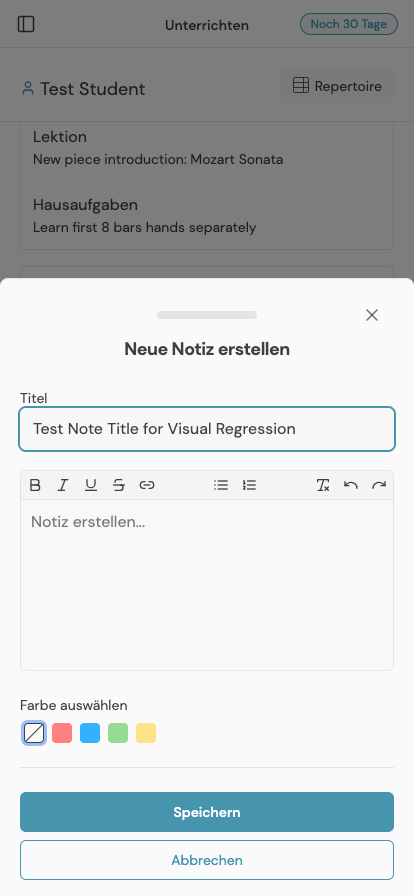 Unterrichten
Noch 30 Tage
Test Student
Repertoire
Lektion
New piece introduction: Mozart Sonata
Hausaufgaben
Learn first 8 bars hands separately
Neue Notiz erstellen
Titel
Test Note Title for Visual Regression
Notiz erstellen...
Farbe auswählen
Speichern
Abbrechen